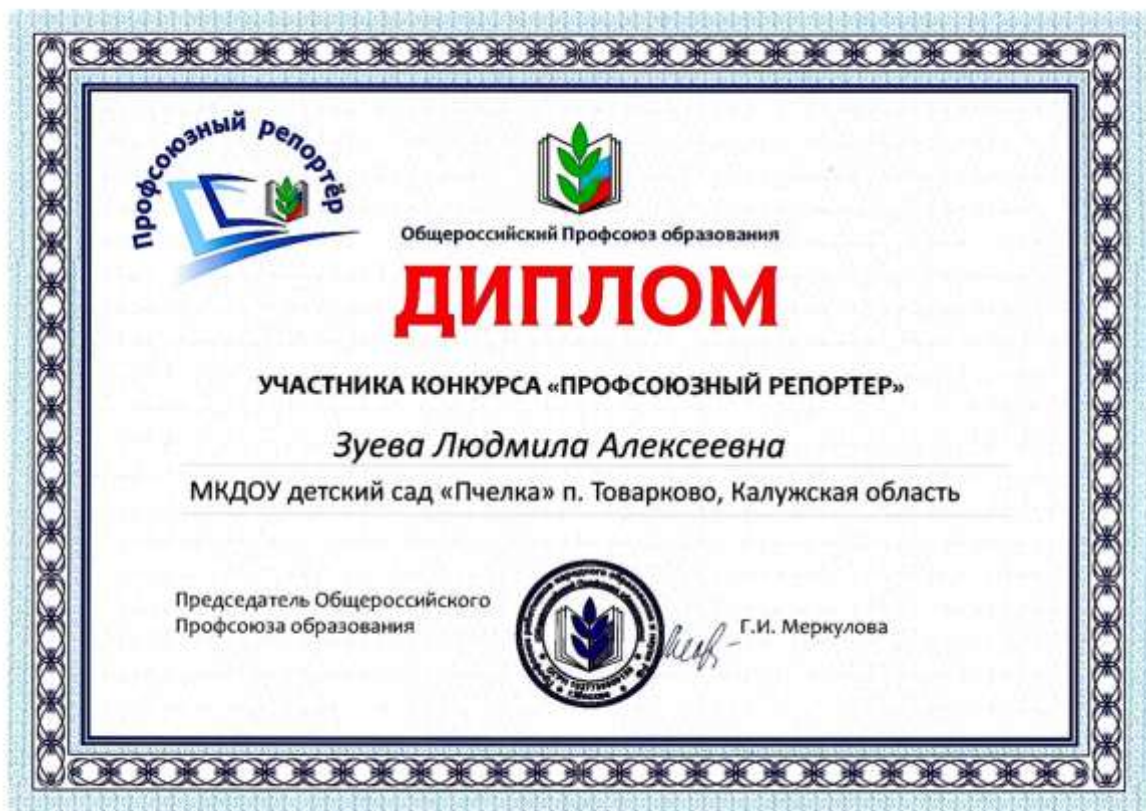 Профсоюзный репортёр
Общероссийский Профсоюз образования
ДИПЛОМ
УЧАСТНИКА КОНКУРСА «ПРОФСОЮЗНЫЙ РЕПОРТЕР»
Зуева Людмила Алексеевна
МКДОУ детский сад «Пчелка» п. Товарково, Калужская область
Председатель Общероссийского
Профсоюза образования
Г.И. Меркулова